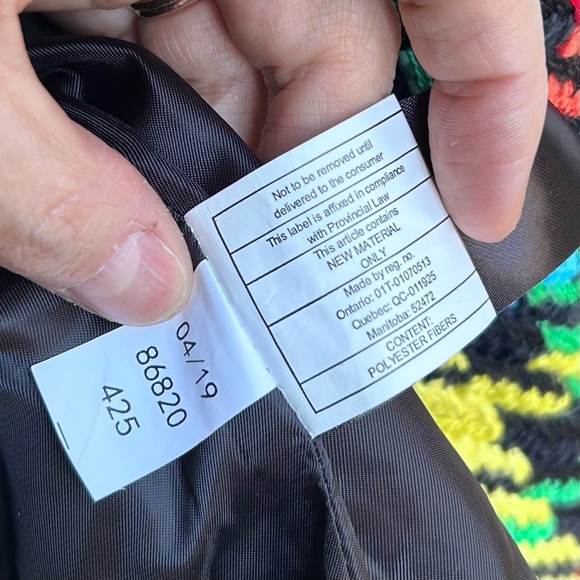 Not to be removed until
delivered to the consumer
This label is affixed in compliance
with Provincial Law
This article contains
NEW MATERIAL
ONLY
Made by reg. no.
Ontario: 01T-01070513
Quebec: QC-011925
Manitoba: 52472
CONTENT:
POLYESTER FIBERS
04/19
86820
425